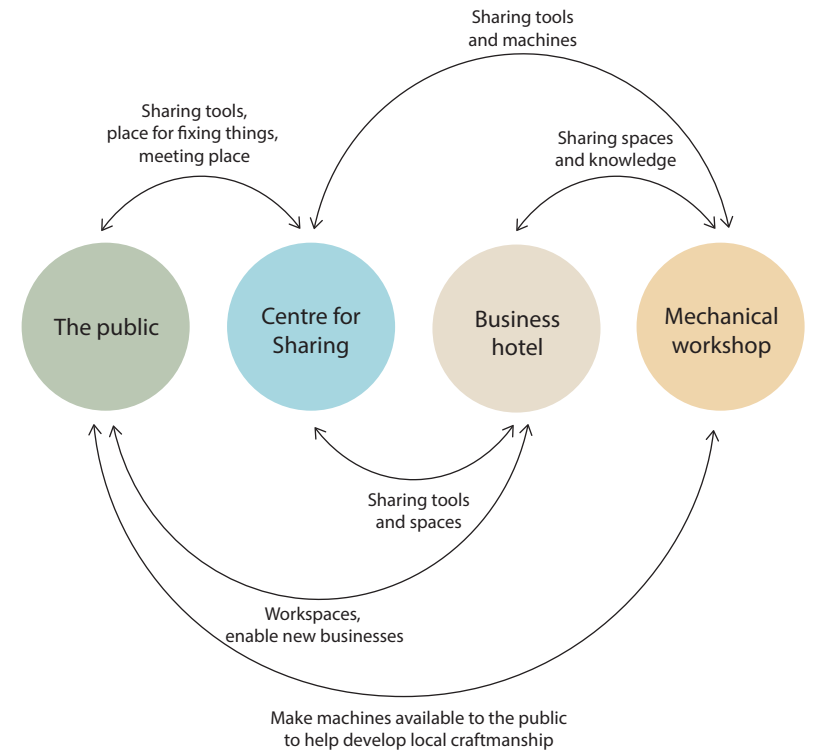 Sharing tools
and machines
Sharing tools,
place for fixing things,
meeting place
Sharing spaces
and knowledge
The public
Centre for
Sharing
Business
hotel
Mechanical
workshop
Sharing tools
and spaces
Workspaces,
enable new businesses
Make machines available to the public
to help develop local craftmanship